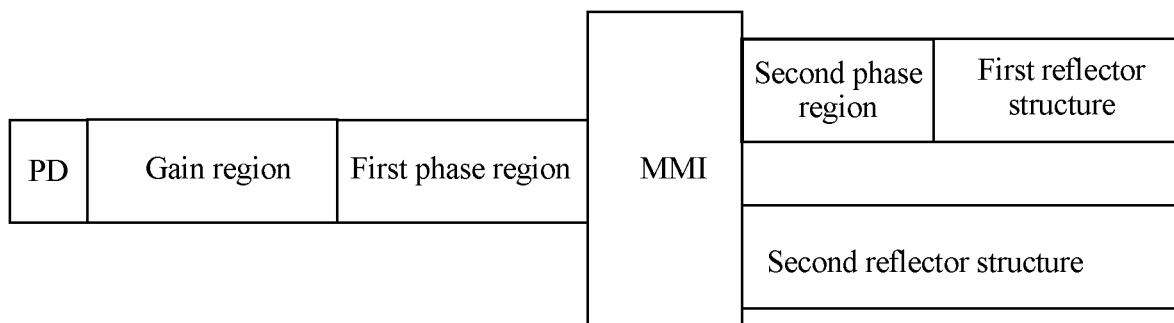 PD
Gain region
First phase region
MMI
Second phase
region
First reflector
structure
Second reflector structure